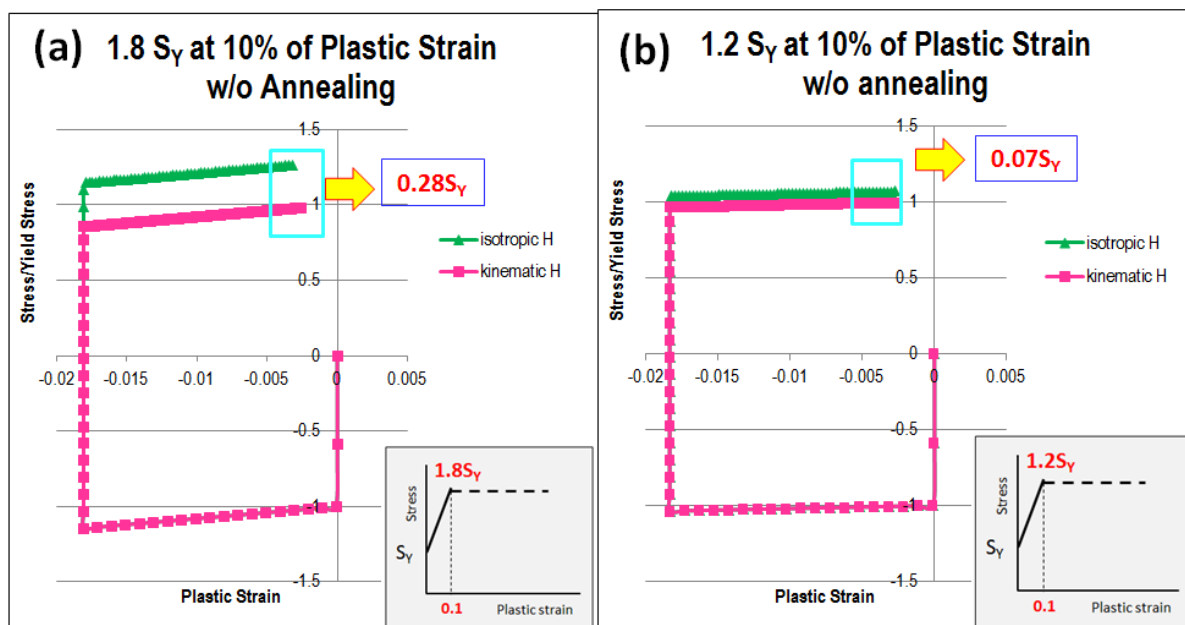 (a) 1.8 SY at 10% of Plastic Strain
w/o Annealing
1.5
1
0.5
0
-0.5
-1
-1.5
-0.02 -0.015 -0.01 -0.005 0 0.005
Stress/Yield Stress
Plastic Strain
0.28SY
isotropic H
kinematic H
1.8SY
Stress
SY
0.1
Plastic strain
(b) 1.2 SY at 10% of Plastic Strain
w/o annealing
1.5
1
0.5
0
-0.5
-1
-1.5
-0.02 -0.015 -0.01 -0.005 0 0.005
Stress/Yield Stress
Plastic Strain
0.07SY
isotropic H
kinematic H
1.2SY
Stress
SY
0.1
Plastic strain